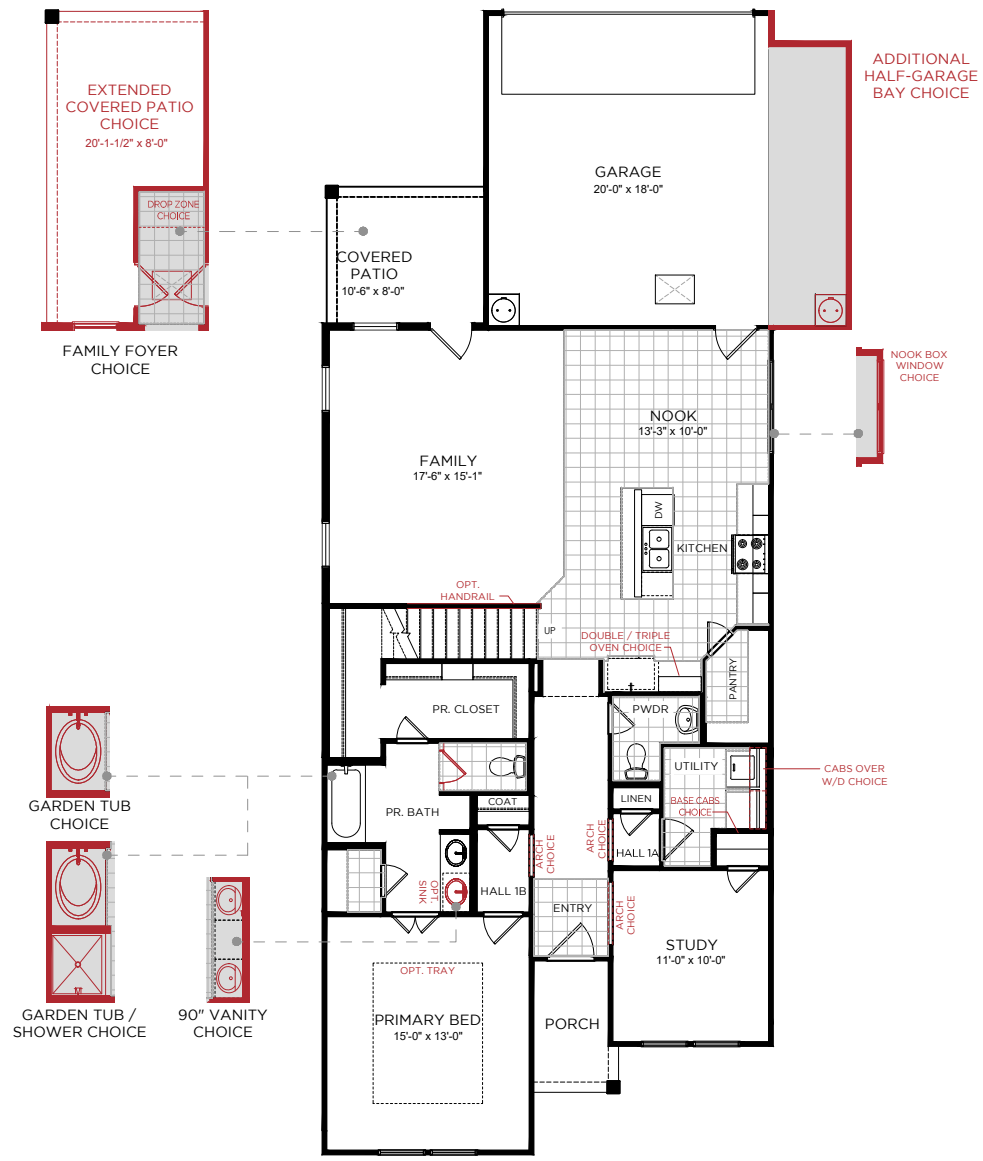 EXTENDED
COVERED PATIO
CHOICE
20'-1-1/2" x 8'-0"
DROP ZONE
CHOICE
FAMILY FOYER
CHOICE
ADDITIONAL
HALF-GARAGE
BAY CHOICE
GARAGE
20'-0" x 18'-0"
COVERED
PATIO
10'-6" x 8'-0"
NOOK BOX
WINDOW
CHOICE
NOOK
13'-3" x 10'-0"
FAMILY
17'-6" x 15'-1"
DW
KITCHEN
OPT.
HANDRAIL
UP
DOUBLE / TRIPLE
OVEN CHOICE
PANTRY
PR. CLOSET
PWDR
UTILITY
CABS OVER
W/D CHOICE
BASE CABS
CHOICE
LINEN
COAT
PR. BATH
GARDEN TUB
CHOICE
ARCH
CHOICE
ARCH
CHOICE
HALL 1A
OPT.
SINK
HALL 1B
ENTRY
ARCH
CHOICE
STUDY
11'-0" x 10'-0"
OPT. TRAY
PRIMARY BED
15'-0" x 13'-0"
PORCH
GARDEN TUB /
SHOWER CHOICE
90" VANITY
CHOICE